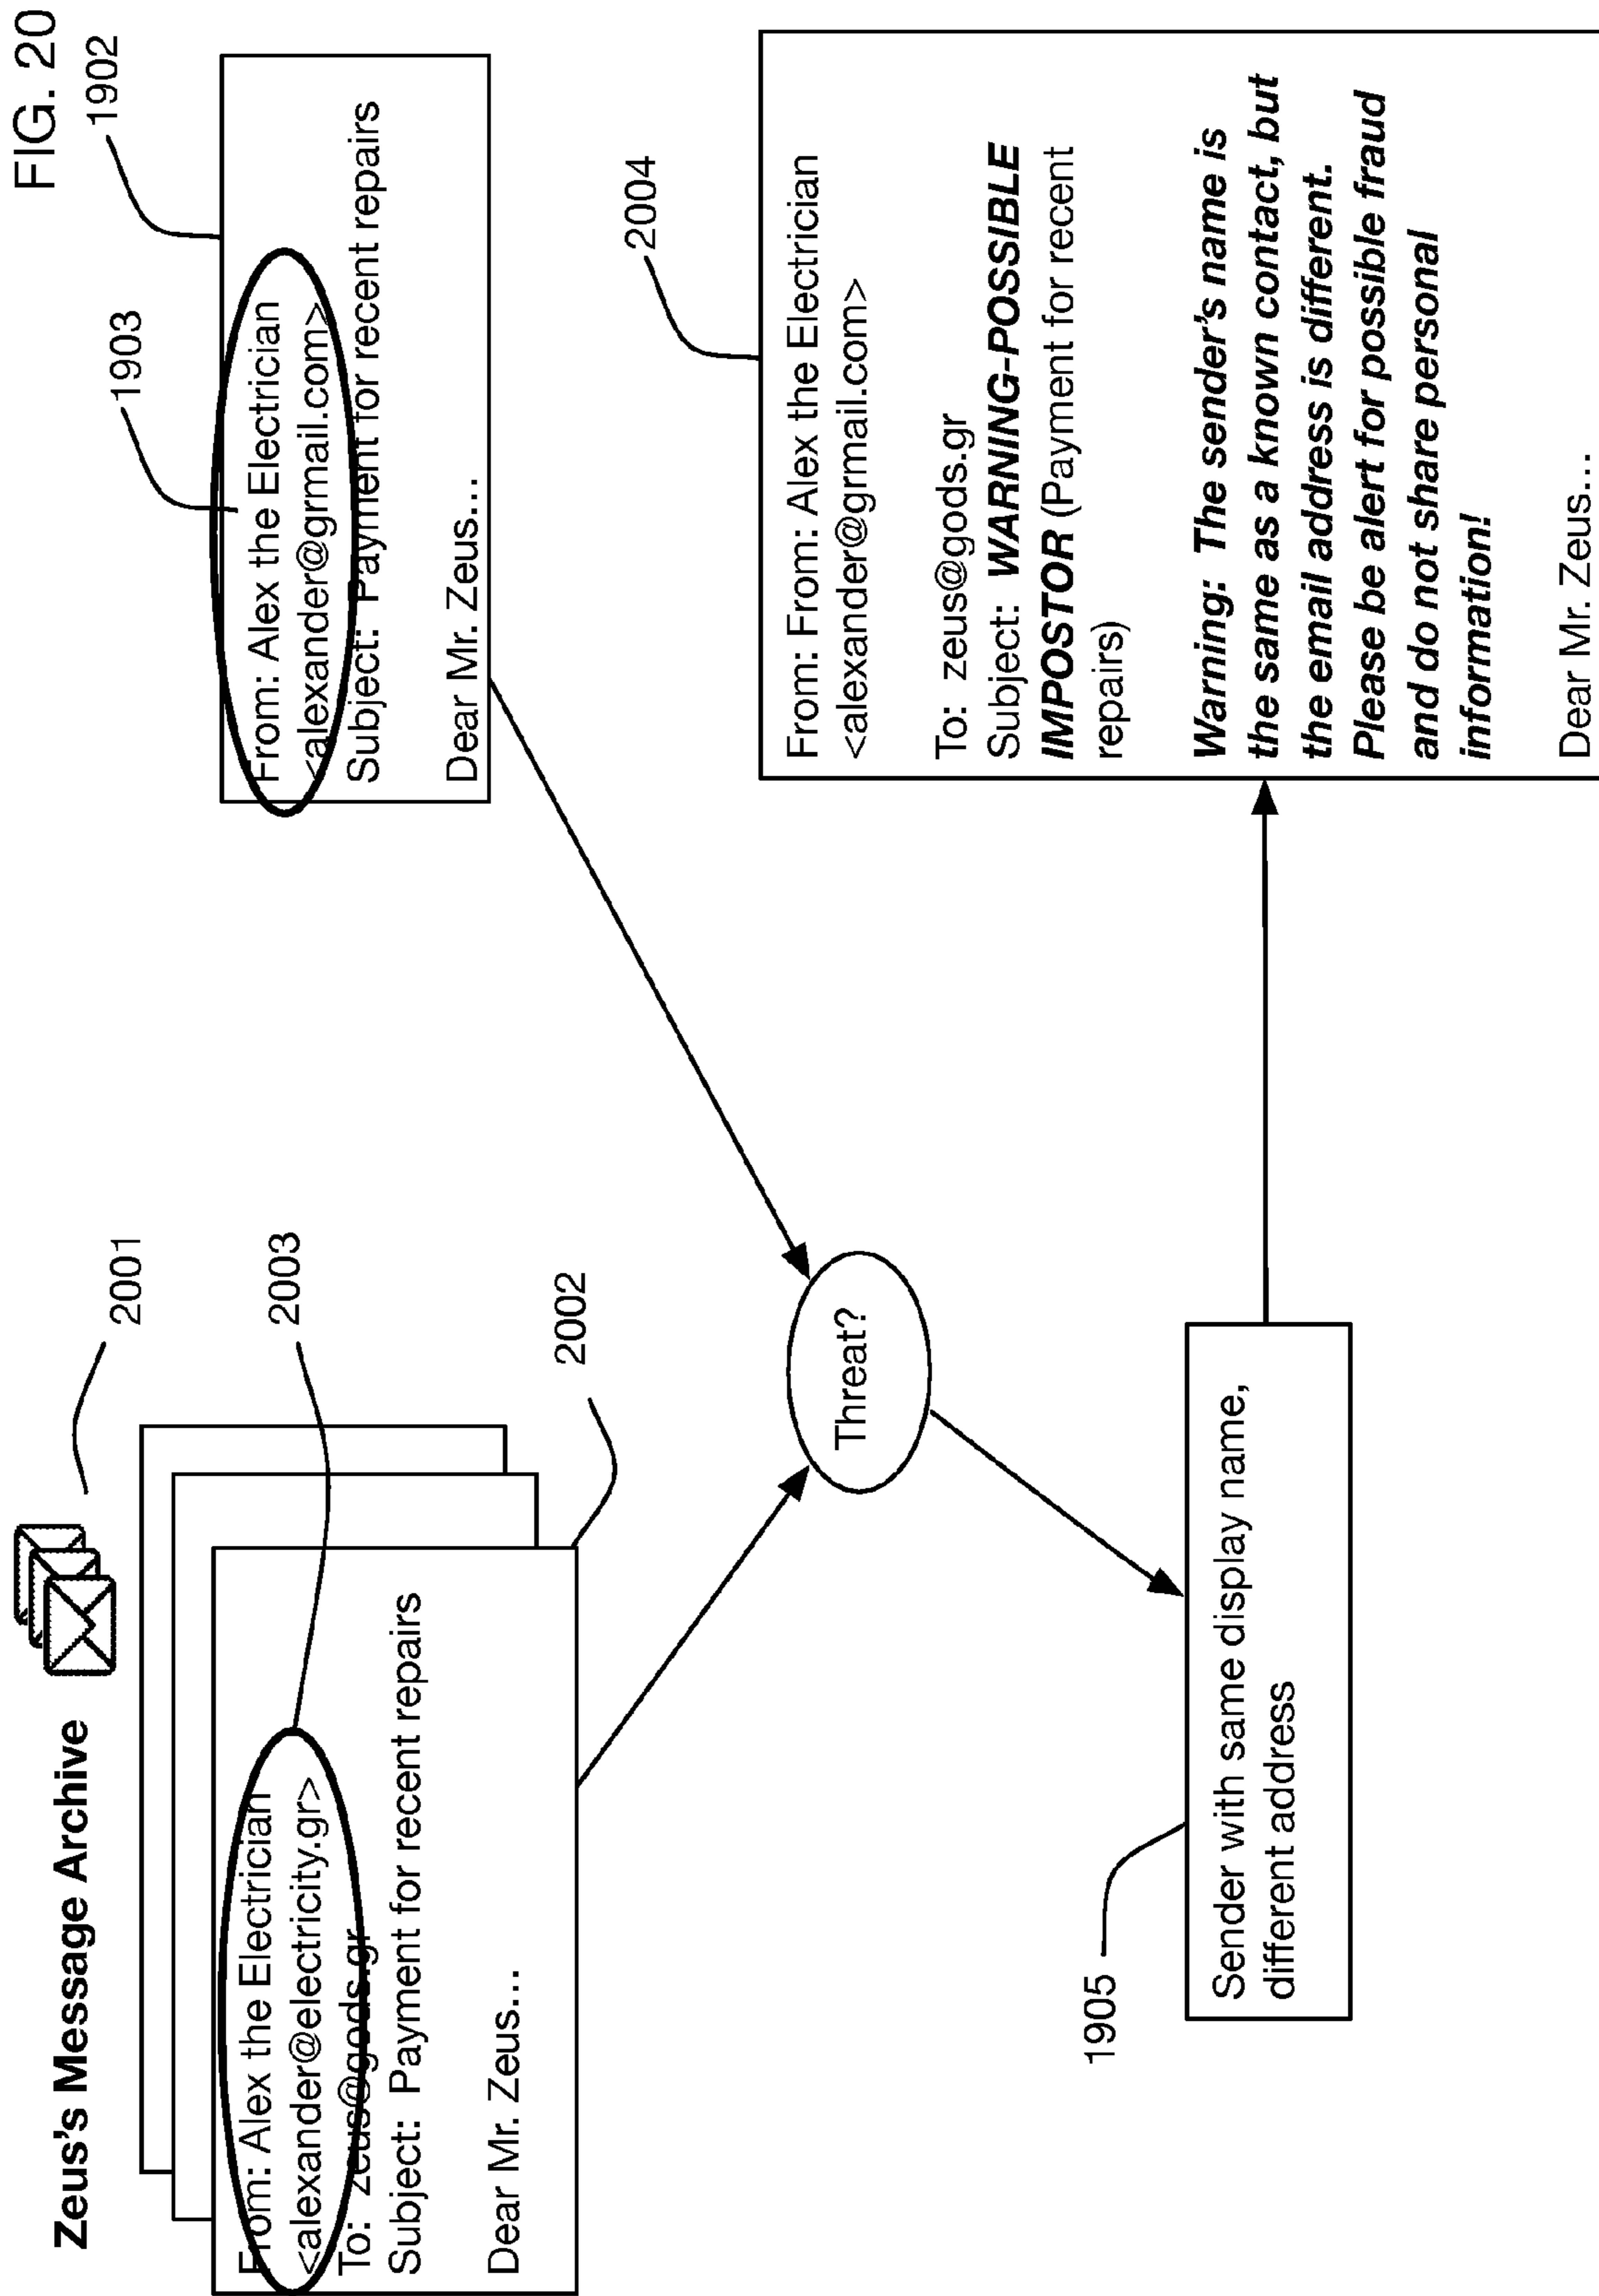 FIG. 20
Zeus's Message Archive
2001
2003
From: Alex the Electrician
<alexander@electricity.gr>
To: zeus@gods.gr
Subject: Payment for recent repairs
Dear Mr. Zeus...
2002
1903
1902
From: Alex the Electrician
<alexander@grmail.com>
Subject: Payment for recent repairs
Dear Mr. Zeus...
Threat?
1905
Sender with same display name,
different address
2004
From: From: Alex the Electrician
<alexander@grmail.com>
To: zeus@gods.gr
Subject: WARNING-POSSIBLE
IMPOSTOR (Payment for recent
repairs)
Warning: The sender's name is
the same as a known contact, but
the email address is different.
Please be alert for possible fraud
and do not share personal
information!
Dear Mr. Zeus...